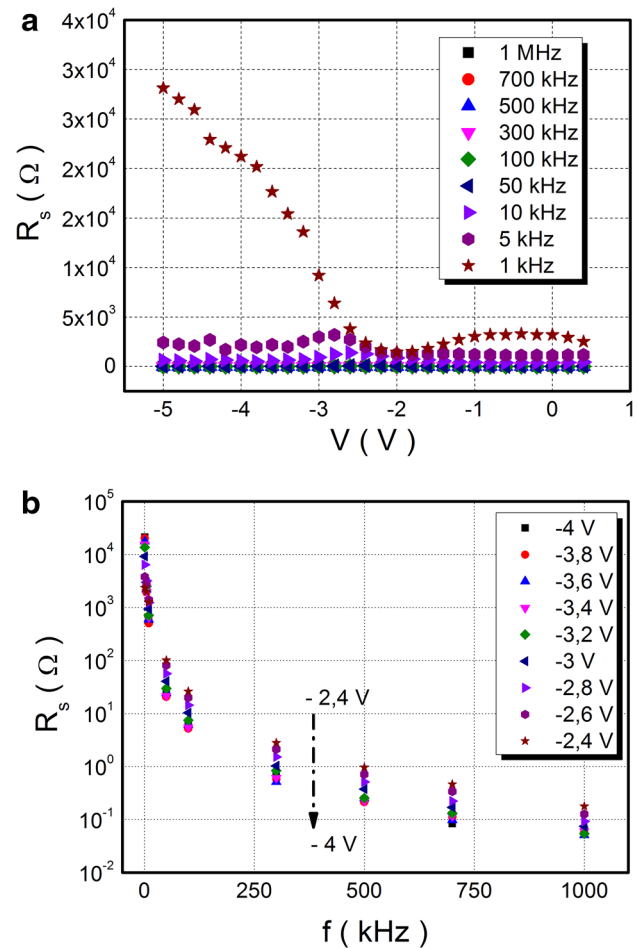 a
4x10⁴
3x10⁴
3x10⁴
2x10⁴
2x10⁴
1x10⁴
5x10³
0
R_s ( Ω )
1 MHz
700 kHz
500 kHz
300 kHz
100 kHz
50 kHz
10 kHz
5 kHz
1 kHz
-5 -4 -3 -2 -1 0 1
V ( V )
b
10⁵
10⁴
10³
10²
10¹
10⁰
10⁻¹
10⁻²
R_s ( Ω )
-4 V
-3,8 V
-3,6 V
-3,4 V
-3,2 V
-3 V
-2,8 V
-2,6 V
-2,4 V
- 2,4 V
- 4 V
0 250 500 750 1000
f ( kHz )